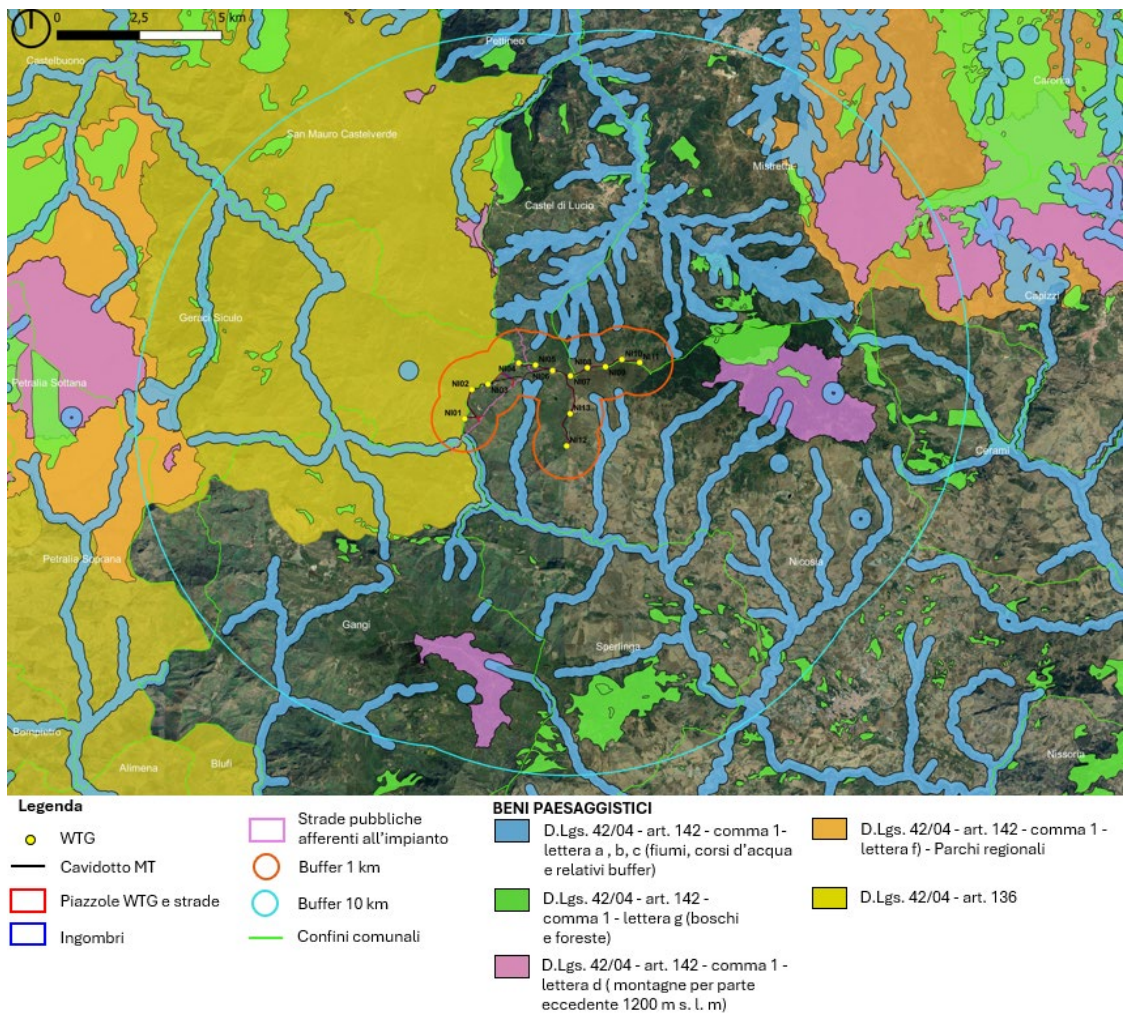 0 2,5 5 km
Pettineo
Castelbuono
Caronia
San Mauro Castelverde
Mistretta
Castel di Lucio
Capizzi
Geraci Siculo
NI05
NI08
NI10
NI11
NI04
Petralia Sottana
NI02
NI03
NI06
NI07
NI09
NI01
NI13
NI12
Cerami
Petralia Soprana
Nicosia
Gangi
Sperlinga
Bompietro
Alimena
Blufi
Nissoria
Legenda
WTG
Cavidotto MT
Piazzole WTG e strade
Ingombri
Strade pubbliche
afferenti all'impianto
Buffer 1 km
Buffer 10 km
Confini comunali
BENI PAESAGGISTICI
D.Lgs. 42/04 - art. 142 - comma 1-
lettera a , b, c (fiumi, corsi d'acqua
e relativi buffer)
D.Lgs. 42/04 - art. 142 -
comma 1 - lettera g (boschi
e foreste)
D.Lgs. 42/04 - art. 142 - comma 1 -
lettera d ( montagne per parte
eccedente 1200 m s. l. m)
D.Lgs. 42/04 - art. 142 - comma 1 -
lettera f) - Parchi regionali
D.Lgs. 42/04 - art. 136